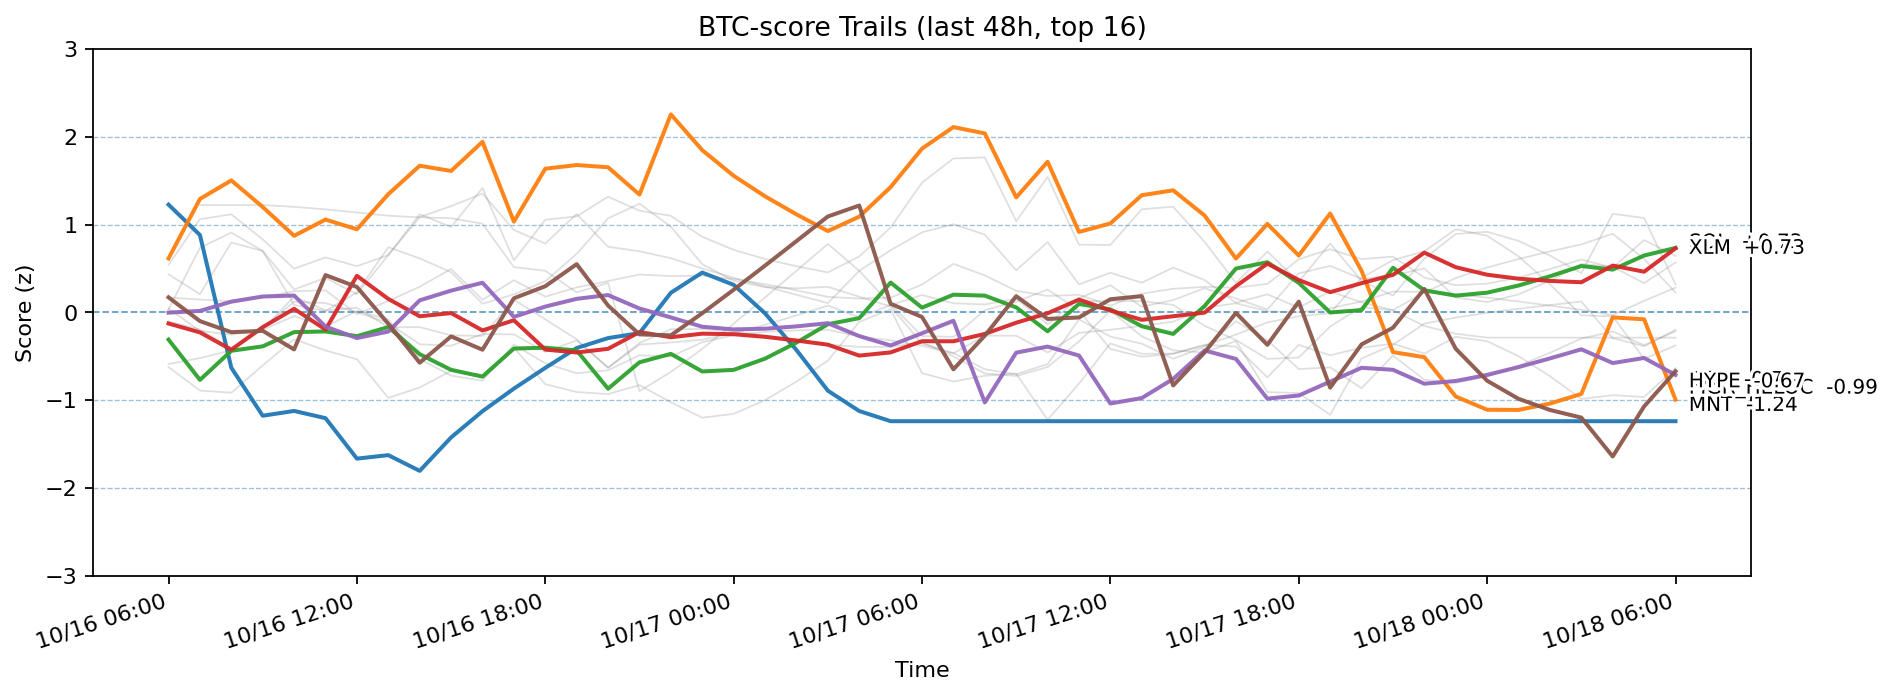 BTC-score Trails (last 48h, top 16)
3
2
1
0
−1
−2
−3
Score (z)
XLM +0.73
HYPE -0.67
-0.99
MNT -1.24
10/16 06:00
10/16 12:00
10/16 18:00
10/17 00:00
10/17 06:00
10/17 12:00
10/17 18:00
10/18 00:00
10/18 06:00
Time